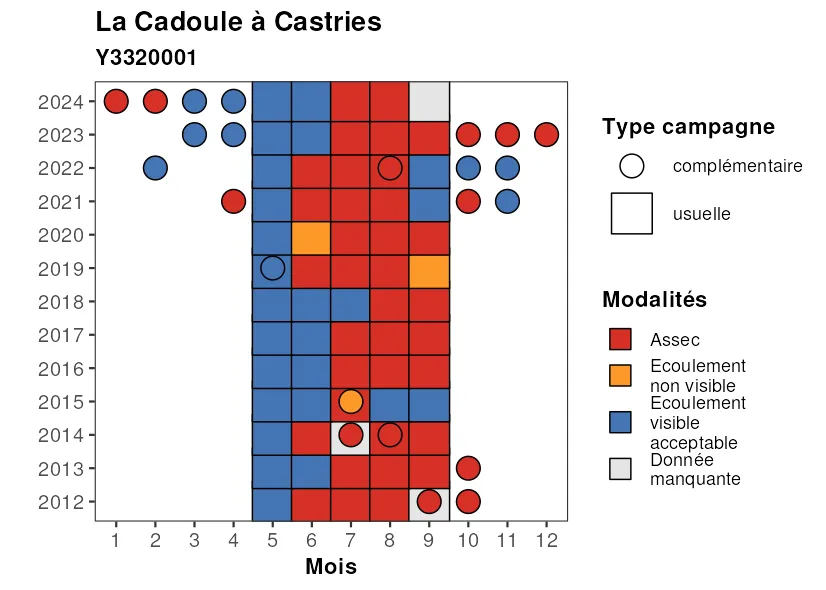 La Cadoule à Castries
Y3320001
2024
2023
2022
2021
2020
2019
2018
2017
2016
2015
2014
2013
2012
1 2 3 4 5 6 7 8 9 10 11 12
Mois
Type campagne
complémentaire
usuelle
Modalités
Assec
Ecoulement
non visible
Ecoulement
visible
acceptable
Donnée
manquante